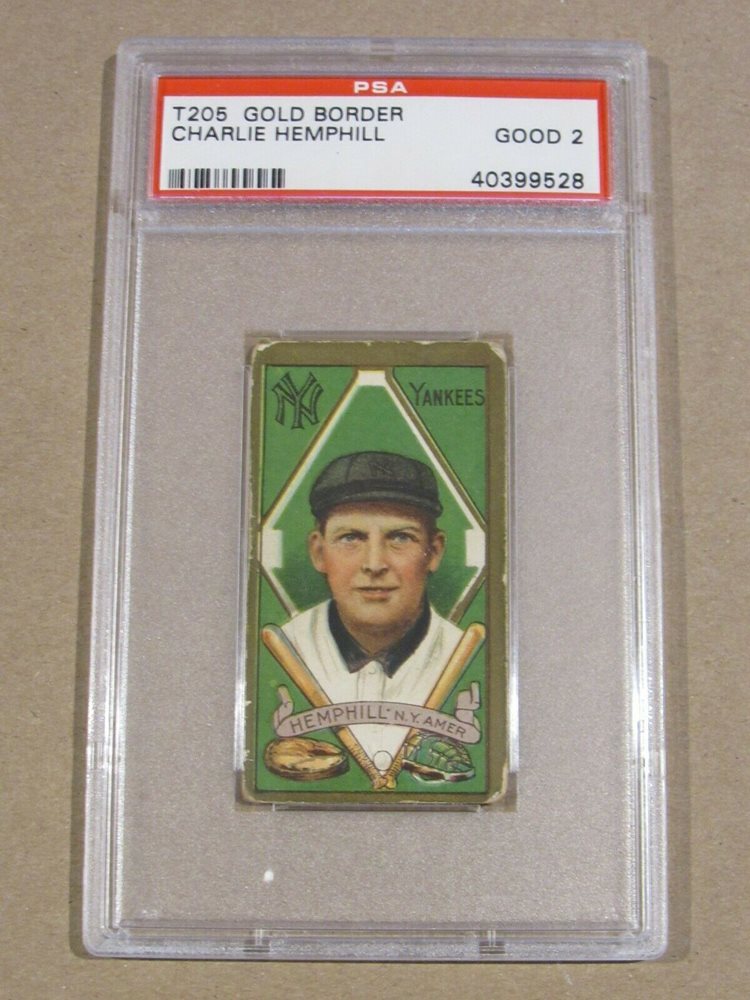 PSA
T205 GOLD BORDER
CHARLIE HEMPHILL GOOD 2
40399528
NY YANKEES
HEMPHILL - N.Y. AMER